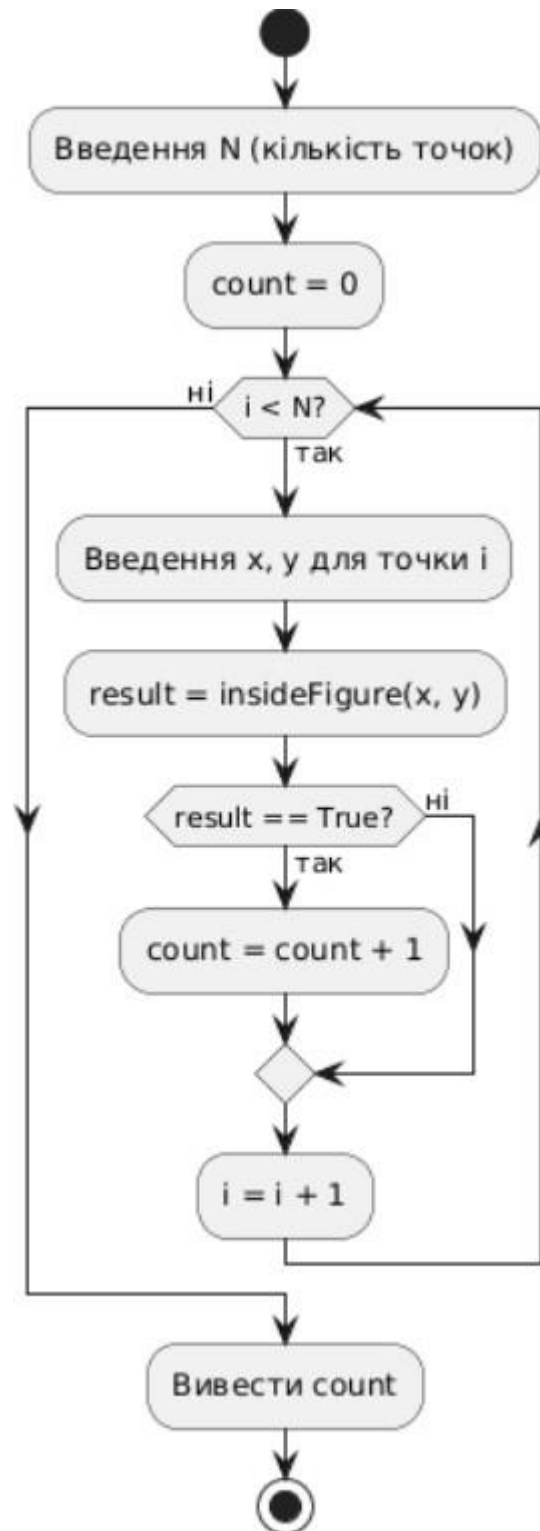 Введення N (кількість точок)
count = 0
ні
i < N?
так
Введення x, y для точки i
result = insideFigure(x, y)
result == True?
ні
так
count = count + 1
i = i + 1
Вивести count